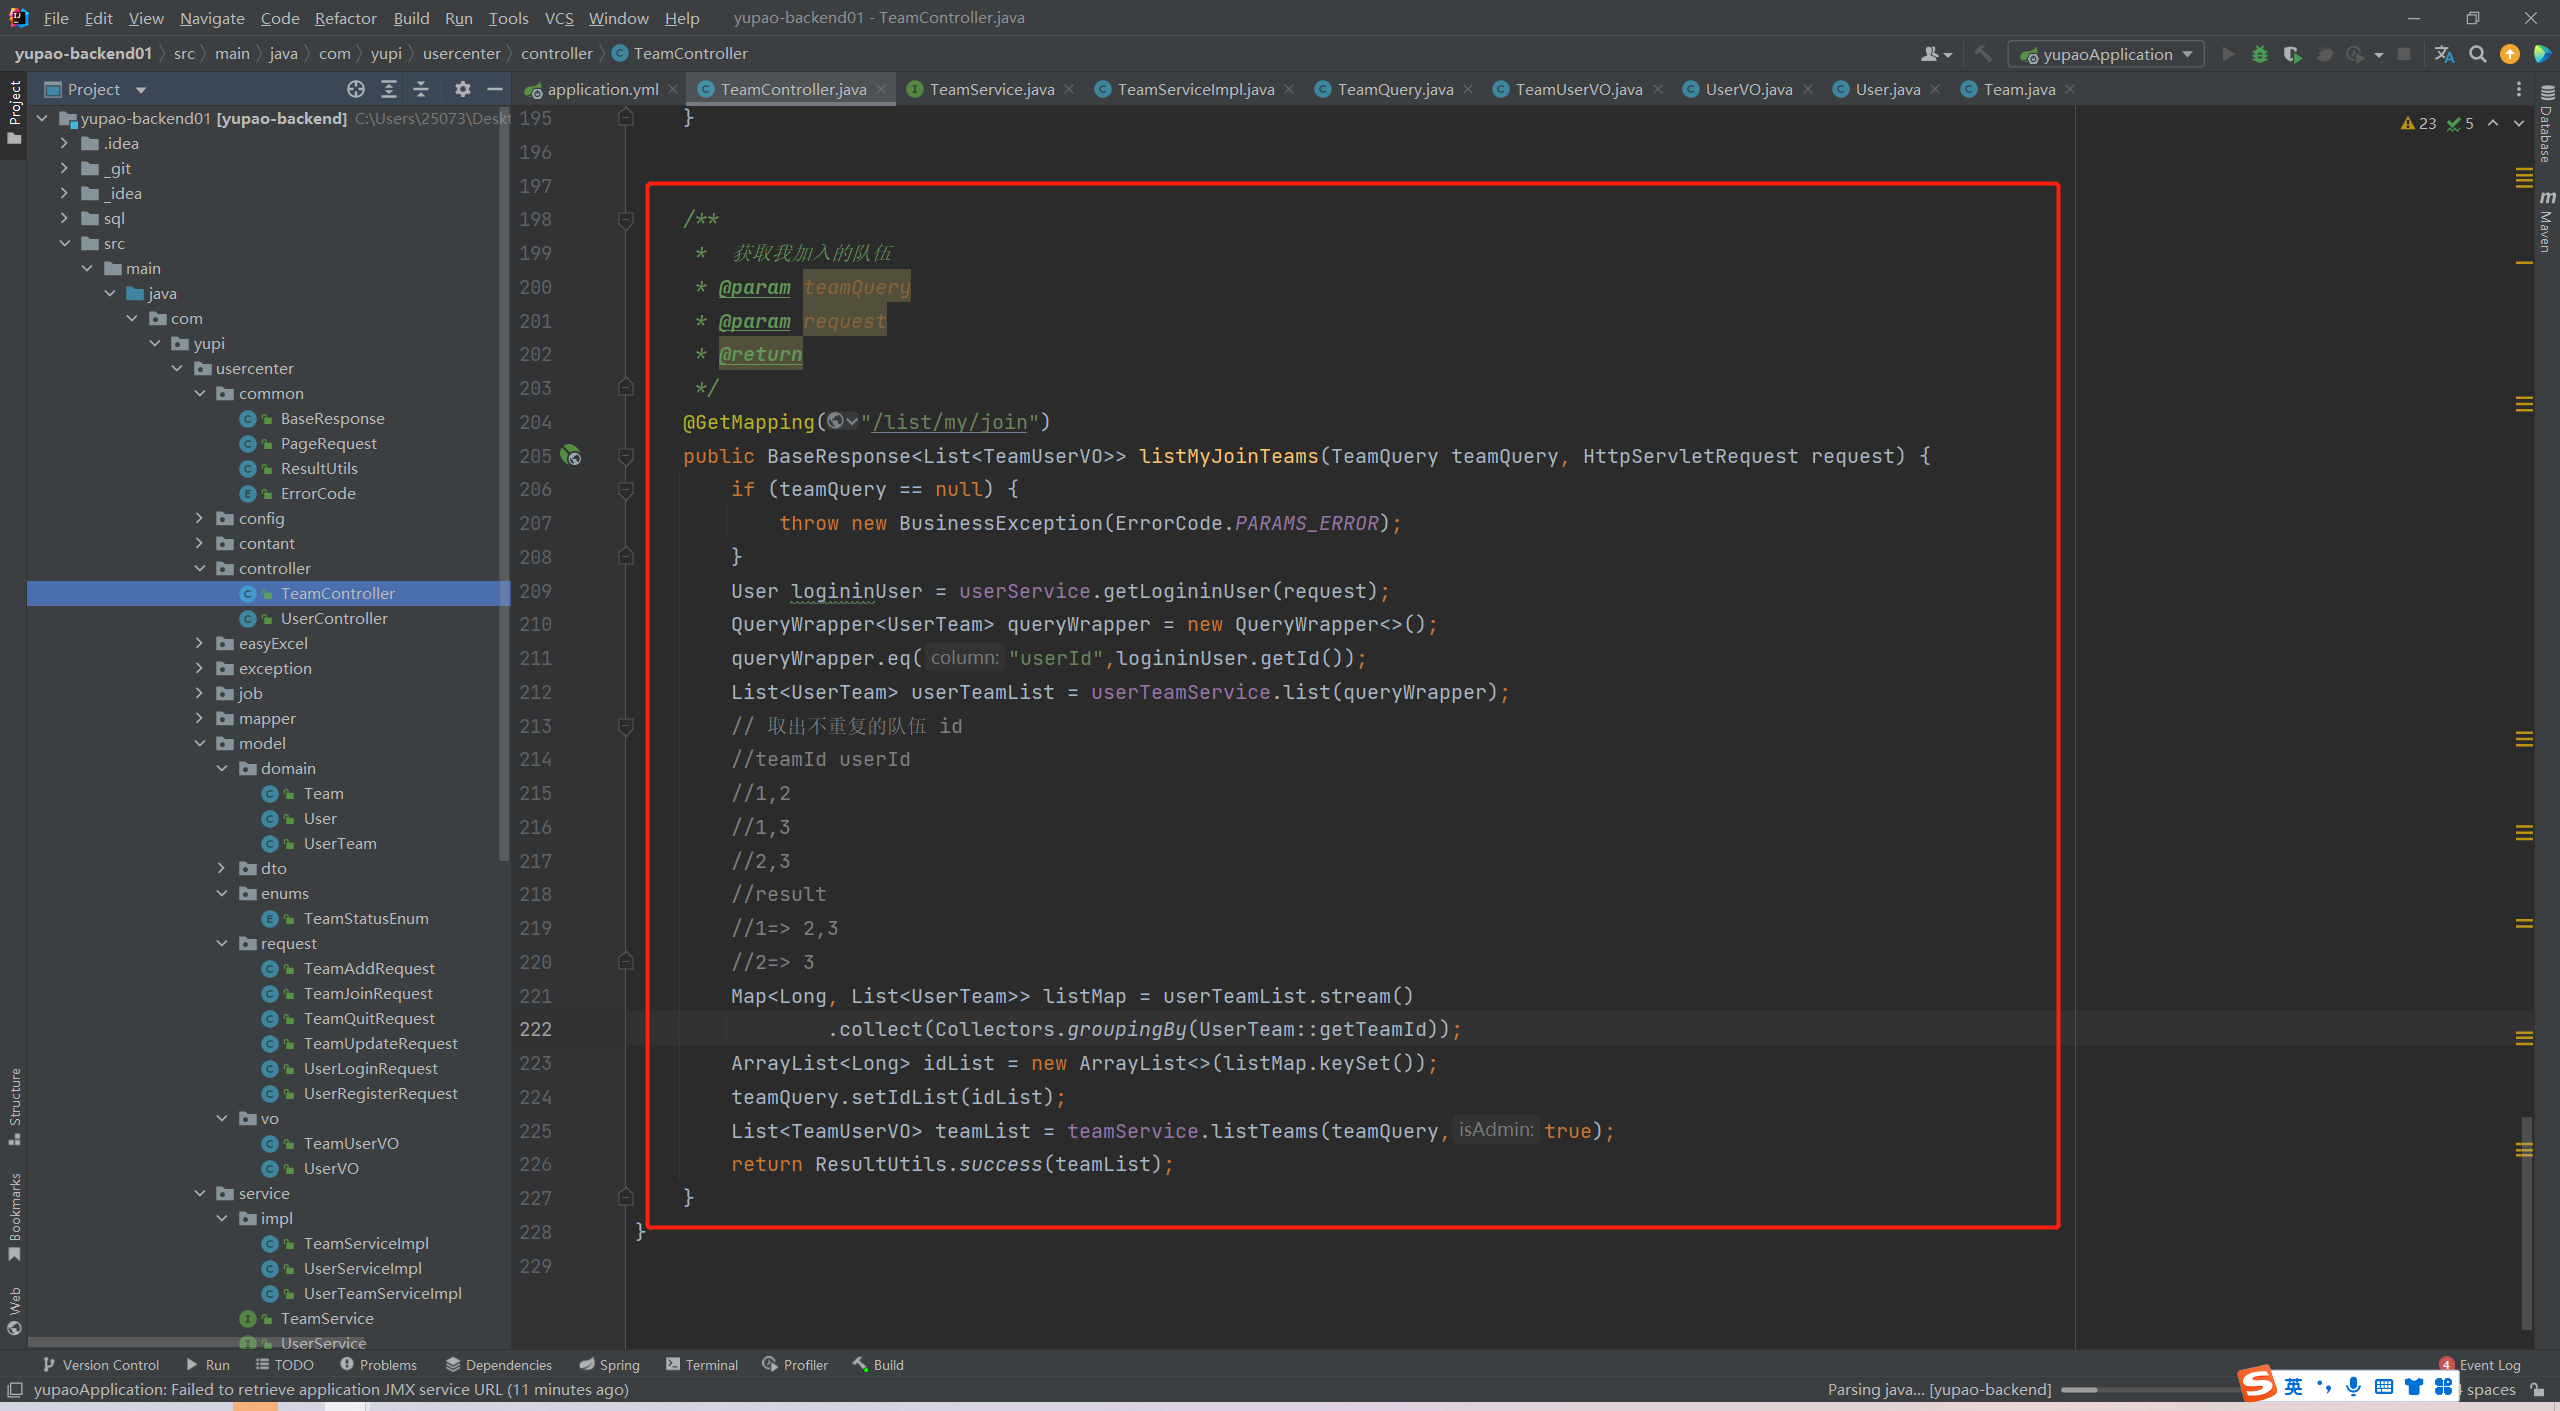 File Edit View Navigate Code Refactor Build Run Tools VCS Window Help yupao-backend01 - TeamController.java
yupao-backend01 src main java com yupi usercenter controller TeamController
yupaoApplication
Project
application.yml TeamController.java TeamService.java TeamServiceImpl.java TeamQuery.java TeamUserVO.java UserVO.java User.java Team.java
23 5
Project
Structure
Bookmarks
Web
Database
Maven
yupao-backend01 [yupao-backend] C:\Users\25073\Deskt
.idea
_git
_idea
sql
src
main
java
com
yupi
usercenter
common
BaseResponse
PageRequest
ResultUtils
ErrorCode
config
contant
controller
TeamController
UserController
easyExcel
exception
job
mapper
model
domain
Team
User
UserTeam
dto
enums
TeamStatusEnum
request
TeamAddRequest
TeamJoinRequest
TeamQuitRequest
TeamUpdateRequest
UserLoginRequest
UserRegisterRequest
vo
TeamUserVO
UserVO
service
impl
TeamServiceImpl
UserServiceImpl
UserTeamServiceImpl
TeamService
UserService
195 }
196
197
198 /**
199 * 获取我加入的队伍
200 * @param teamQuery
201 * @param request
202 * @return
203 */
204 @GetMapping("/list/my/join")
205 public BaseResponse<List<TeamUserVO>> listMyJoinTeams(TeamQuery teamQuery, HttpServletRequest request) {
206 if (teamQuery == null) {
207 throw new BusinessException(ErrorCode.PARAMS_ERROR);
208 }
209 User logininUser = userService.getLogininUser(request);
210 QueryWrapper<UserTeam> queryWrapper = new QueryWrapper<>();
211 queryWrapper.eq( column: "userId",logininUser.getId());
212 List<UserTeam> userTeamList = userTeamService.list(queryWrapper);
213 // 取出不重复的队伍 id
214 //teamId userId
215 //1,2
216 //1,3
217 //2,3
218 //result
219 //1=> 2,3
220 //2=> 3
221 Map<Long, List<UserTeam>> listMap = userTeamList.stream()
222 .collect(Collectors.groupingBy(UserTeam::getTeamId));
223 ArrayList<Long> idList = new ArrayList<>(listMap.keySet());
224 teamQuery.setIdList(idList);
225 List<TeamUserVO> teamList = teamService.listTeams(teamQuery, isAdmin: true);
226 return ResultUtils.success(teamList);
227 }
228 }
229
Version Control Run TODO Problems Dependencies Spring Terminal Profiler Build 4 Event Log
yupaoApplication: Failed to retrieve application JMX service URL (11 minutes ago) Parsing java... [yupao-backend] 英 spaces